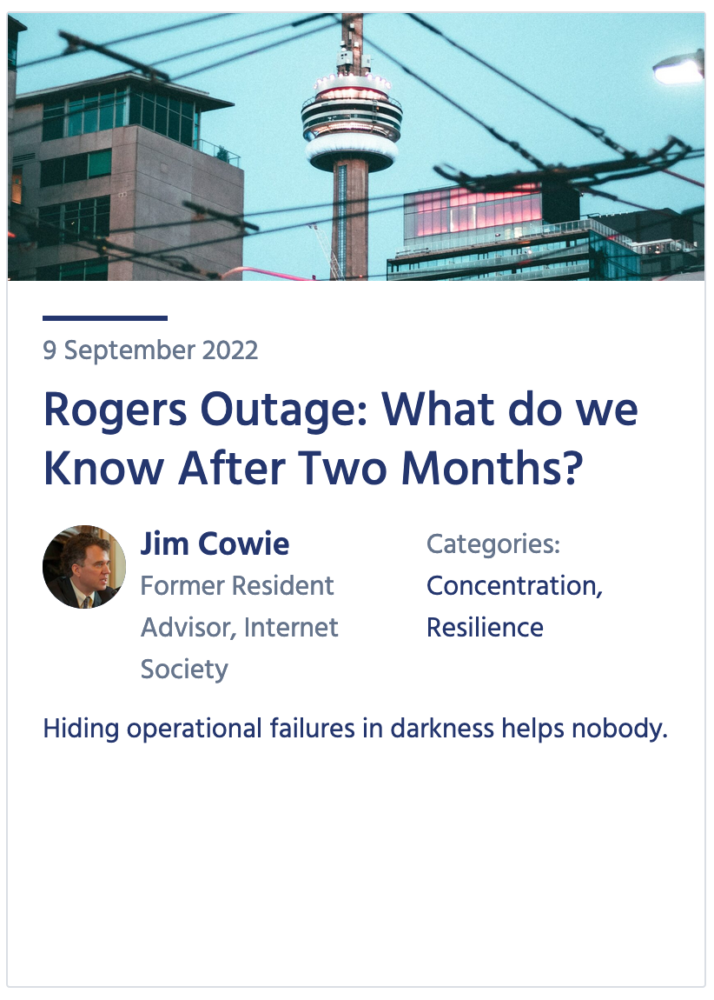 9 September 2022
Rogers Outage: What do we
Know After Two Months?
Jim Cowie
Former Resident
Advisor, Internet
Society
Categories:
Concentration,
Resilience
Hiding operational failures in darkness helps nobody.